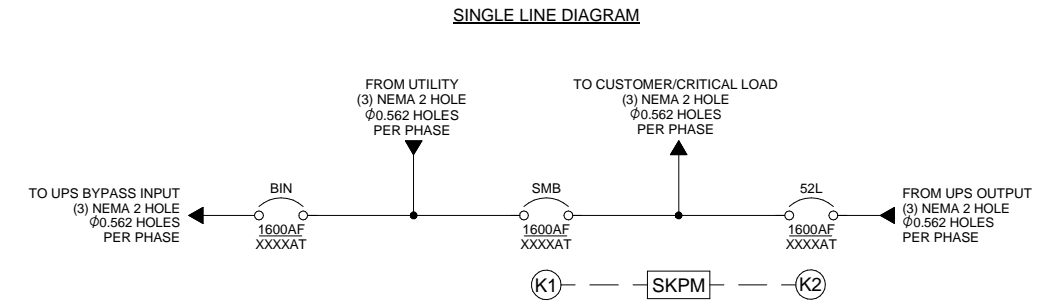 SINGLE LINE DIAGRAM
FROM UTILITY
(3) NEMA 2 HOLE
ϕ0.562 HOLES
PER PHASE
TO CUSTOMER/CRITICAL LOAD
(3) NEMA 2 HOLE
ϕ0.562 HOLES
PER PHASE
TO UPS BYPASS INPUT
(3) NEMA 2 HOLE
ϕ0.562 HOLES
PER PHASE
BIN
1600AF
XXXXAT
SMB
1600AF
XXXXAT
52L
1600AF
XXXXAT
FROM UPS OUTPUT
(3) NEMA 2 HOLE
ϕ0.562 HOLES
PER PHASE
K1
SKPM
K2